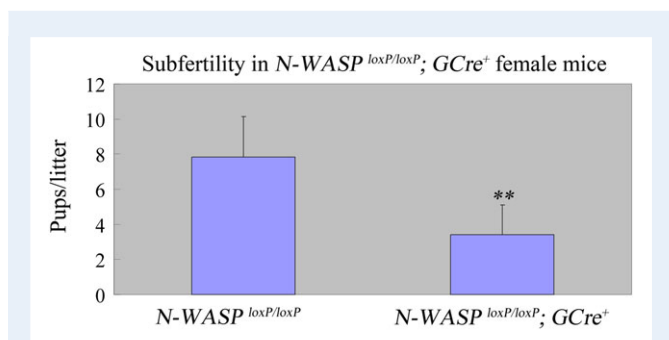 Subfertility in N-WASP loxP/loxP; GCre+ female mice
12
10
8
6
4
2
0
Pups/litter
**
N-WASP loxP/loxP
N-WASP loxP/loxP; GCre+